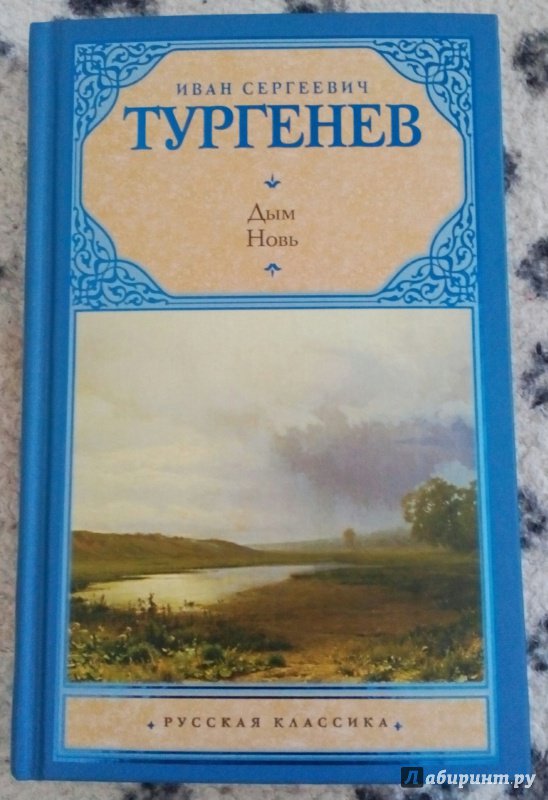 ИВАН СЕРГЕЕВИЧ
ТУРГЕНЕВ
Дым
Новь
РУССКАЯ КЛАССИКА
Лабиринт.ру